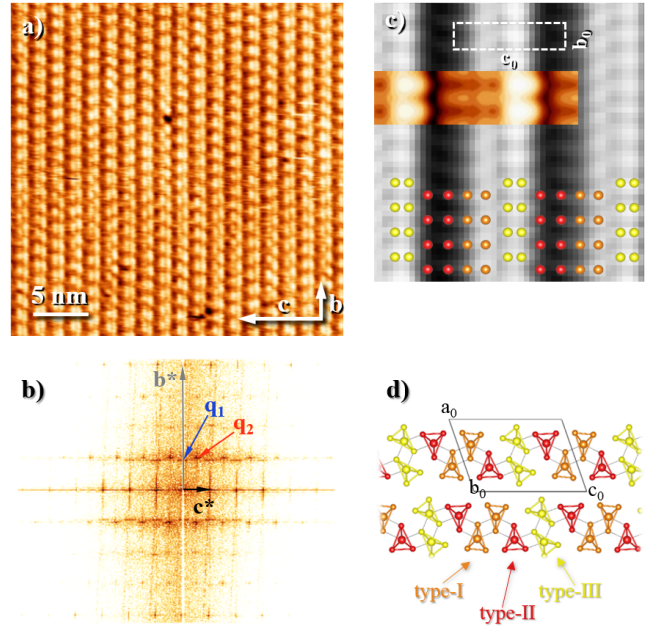 a)
5 nm
c
b
c)
c₀
b₀
b)
b*
q₁
q₂
c*
d)
a₀
b₀
c₀
type-I
type-II
type-III